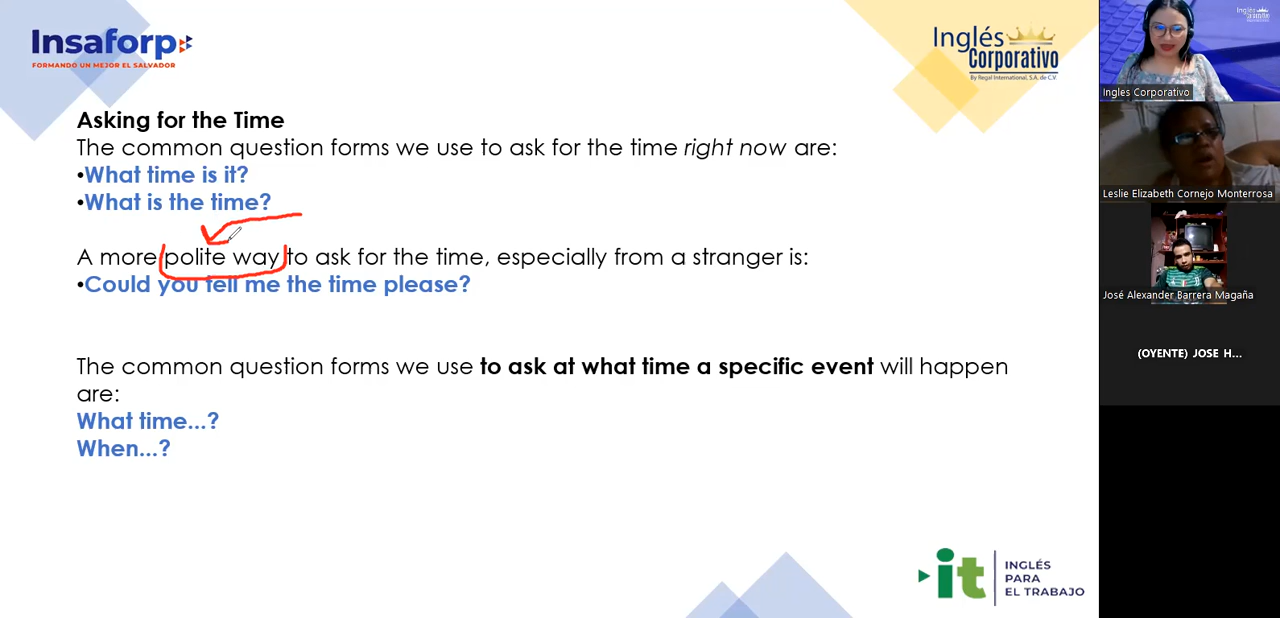 Insaforp
FORMANDO UN MEJOR EL SALVADOR
Inglés
Corporativo
By Regal International, S.A. de C.V.
Asking for the Time
The common question forms we use to ask for the time right now are:
•What time is it?
•What is the time?
A more polite way to ask for the time, especially from a stranger is:
•Could you tell me the time please?
The common question forms we use to ask at what time a specific event will happen
are:
What time...?
When...?
it
INGLÉS
PARA
EL TRABAJO
Ingles Corporativo
Leslie Elizabeth Cornejo Monterrosa
José Alexander Barrera Magaña
(OYENTE) JOSE H...